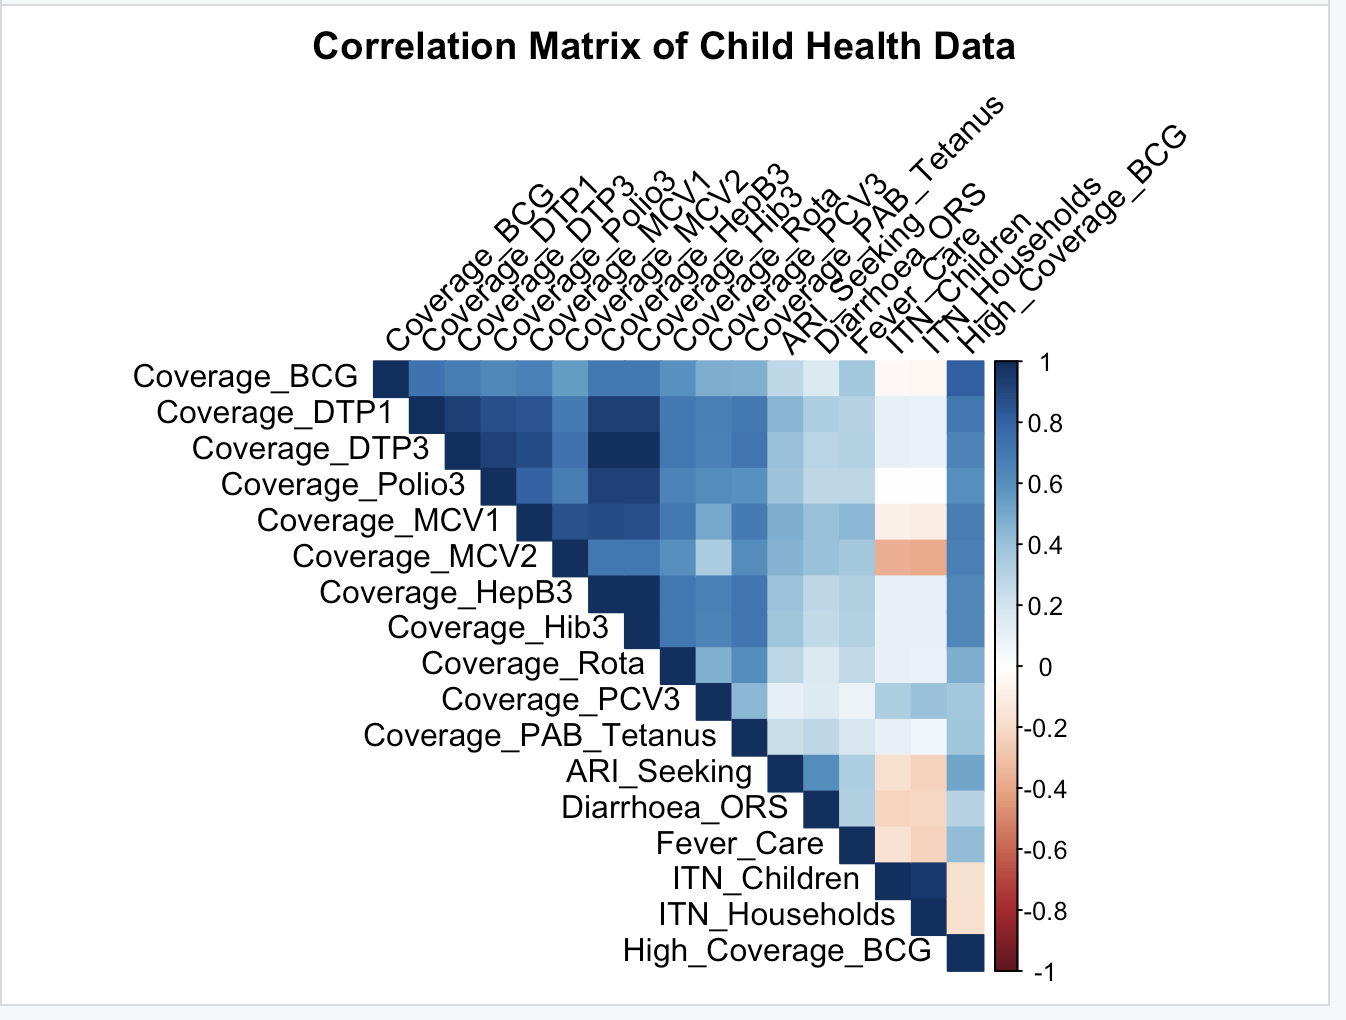 Correlation Matrix of Child Health Data
Coverage_BCG
Coverage_DTP1
Coverage_DTP3
Coverage_Polio3
Coverage_MCV1
Coverage_MCV2
Coverage_HepB3
Coverage_Hib3
Coverage_Rota
Coverage_PCV3
Coverage_PAB_Tetanus
ARI_Seeking
Diarrhoea_ORS
Fever_Care
ITN_Children
ITN_Households
High_Coverage_BCG
Coverage_BCG
Coverage_DTP1
Coverage_DTP3
Coverage_Polio3
Coverage_MCV1
Coverage_MCV2
Coverage_HepB3
Coverage_Hib3
Coverage_Rota
Coverage_PCV3
Coverage_PAB_Tetanus
ARI_Seeking
Diarrhoea_ORS
Fever_Care
ITN_Children
ITN_Households
High_Coverage_BCG
1
0.8
0.6
0.4
0.2
0
-0.2
-0.4
-0.6
-0.8
-1